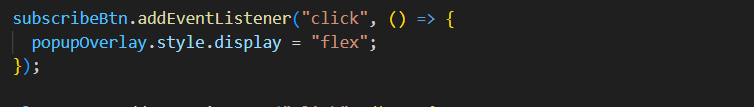 subscribeBtn.addEventListener("click", () => {
  popupOverlay.style.display = "flex";
});